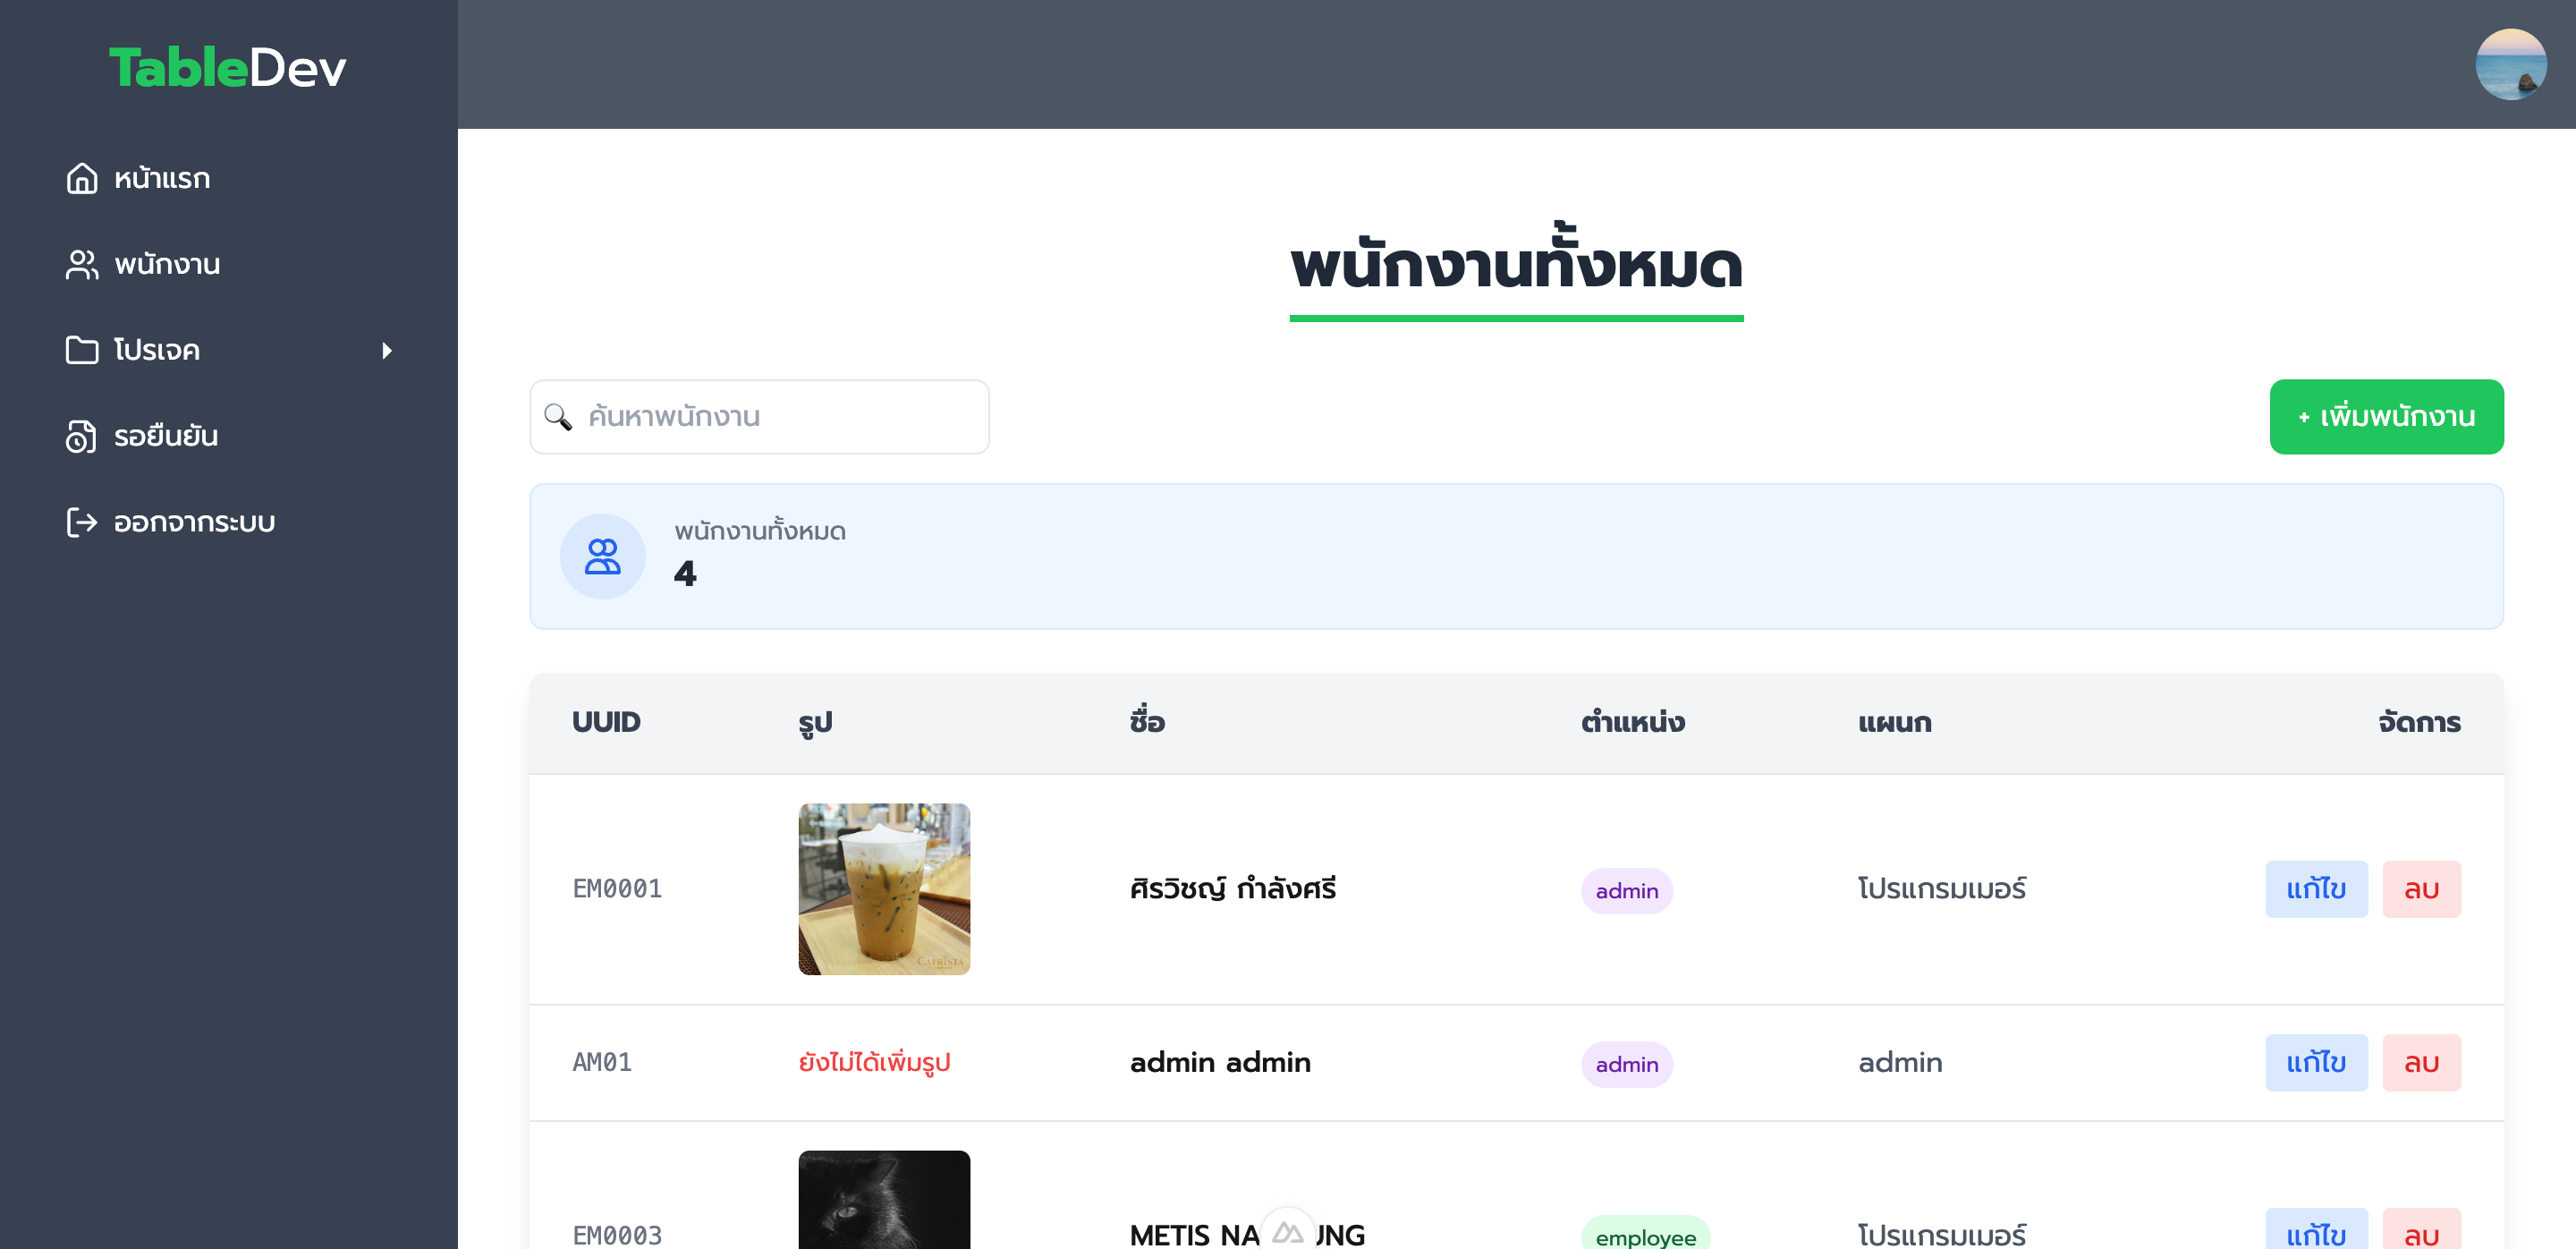 TableDev
หน้าแรก
พนักงาน
โปรเจค
รอยืนยัน
ออกจากระบบ
พนักงานทั้งหมด
ค้นหาพนักงาน
+ เพิ่มพนักงาน
พนักงานทั้งหมด
4
UUID รูป ชื่อ ตำแหน่ง แผนก จัดการ
EM0001 ศิรวิชญ์ กำลังศรี admin โปรแกรมเมอร์ แก้ไข ลบ
CAFRISTA
AM01 ยังไม่ได้เพิ่มรูป admin admin admin admin แก้ไข ลบ
EM0003 METIS employee โปรแกรมเมอร์ แก้ไข ลบ